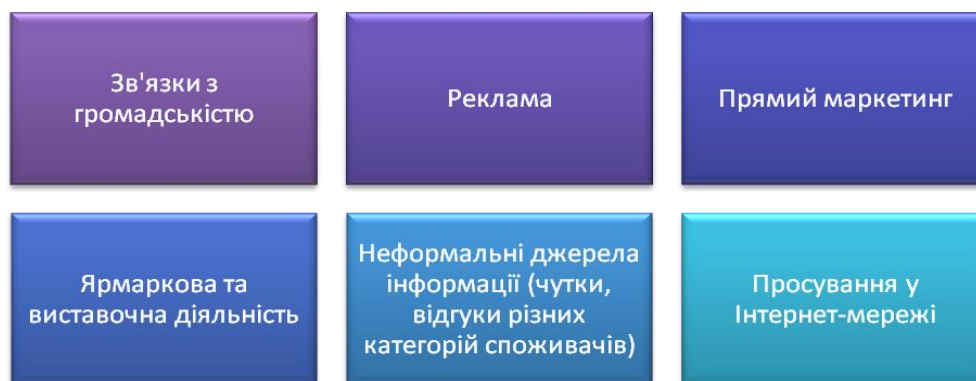 Зв'язки з
громадськістю
Реклама
Прямий маркетинг
Ярмаркова та
виставочна діяльність
Неформальні джерела
інформації (чутки,
відгуки різних
категорій споживачів)
Просування у
Інтернет-мережі